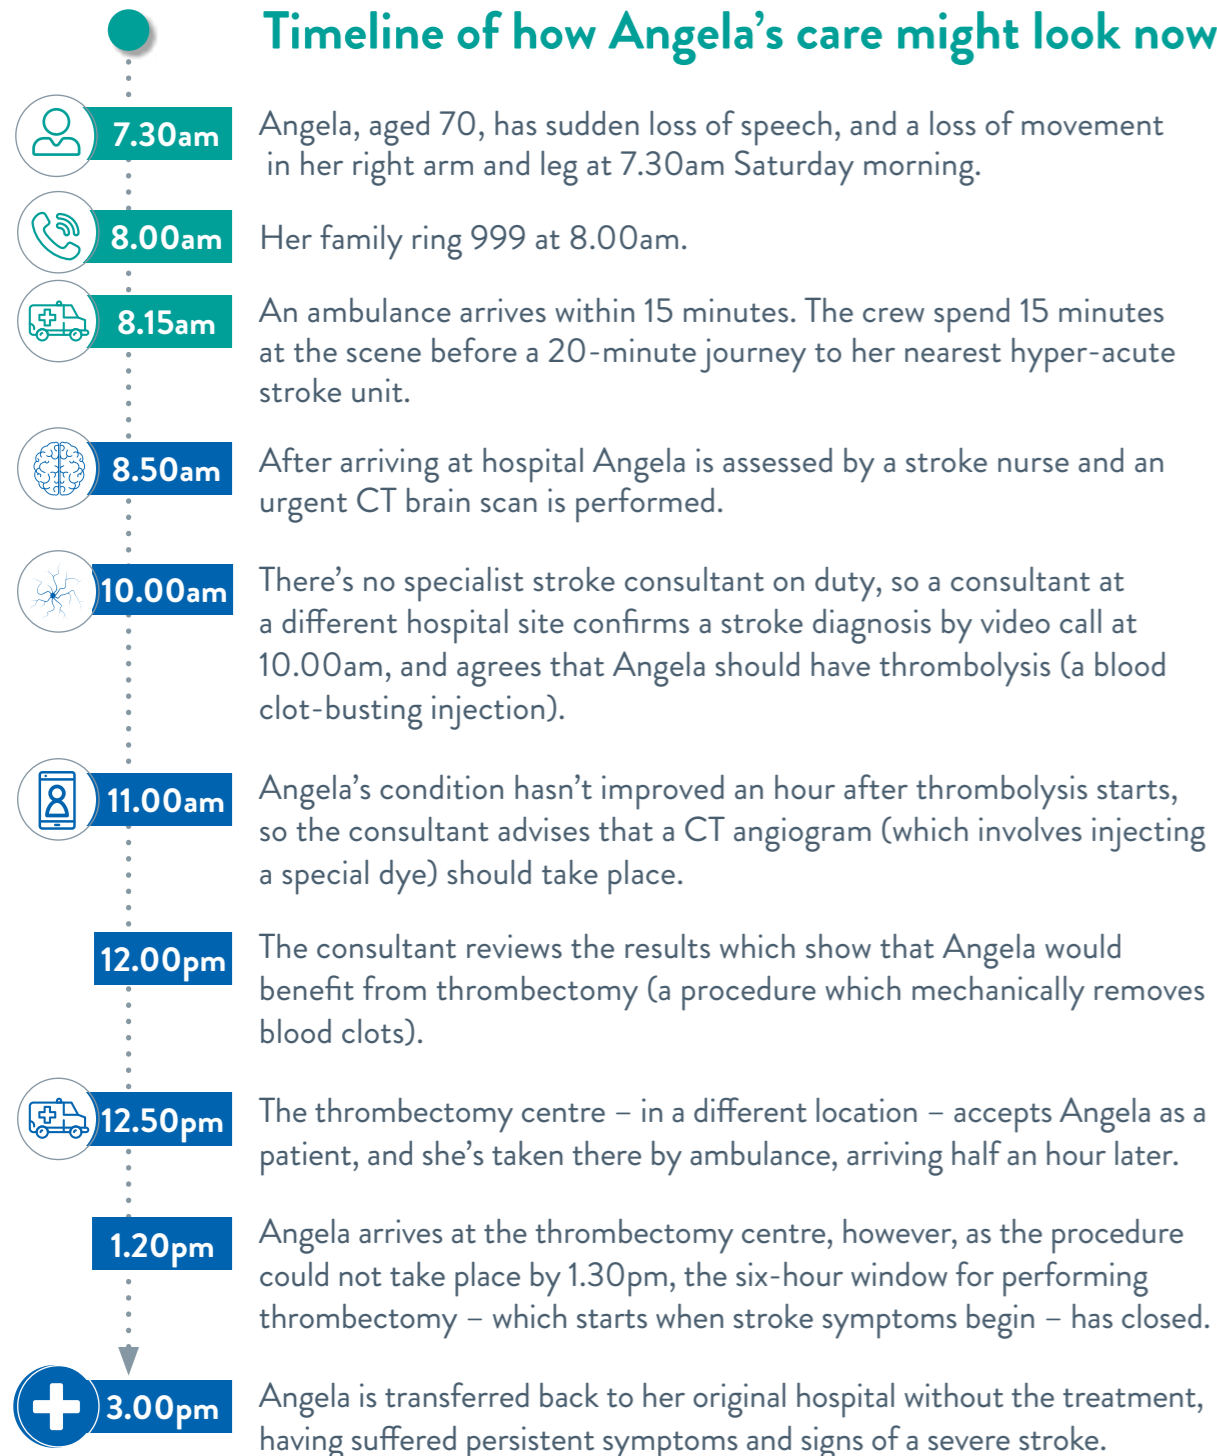 Timeline of how Angela’s care might look now
7.30am
Angela, aged 70, has sudden loss of speech, and a loss of movement
in her right arm and leg at 7.30am Saturday morning.
8.00am
Her family ring 999 at 8.00am.
8.15am
An ambulance arrives within 15 minutes. The crew spend 15 minutes
at the scene before a 20-minute journey to her nearest hyper-acute
stroke unit.
8.50am
After arriving at hospital Angela is assessed by a stroke nurse and an
urgent CT brain scan is performed.
10.00am
There’s no specialist stroke consultant on duty, so a consultant at
a different hospital site confirms a stroke diagnosis by video call at
10.00am, and agrees that Angela should have thrombolysis (a blood
clot-busting injection).
11.00am
Angela’s condition hasn’t improved an hour after thrombolysis starts,
so the consultant advises that a CT angiogram (which involves injecting
a special dye) should take place.
12.00pm
The consultant reviews the results which show that Angela would
benefit from thrombectomy (a procedure which mechanically removes
blood clots).
12.50pm
The thrombectomy centre – in a different location – accepts Angela as a
patient, and she’s taken there by ambulance, arriving half an hour later.
1.20pm
Angela arrives at the thrombectomy centre, however, as the procedure
could not take place by 1.30pm, the six-hour window for performing
thrombectomy – which starts when stroke symptoms begin – has closed.
3.00pm
Angela is transferred back to her original hospital without the treatment,
having suffered persistent symptoms and signs of a severe stroke.